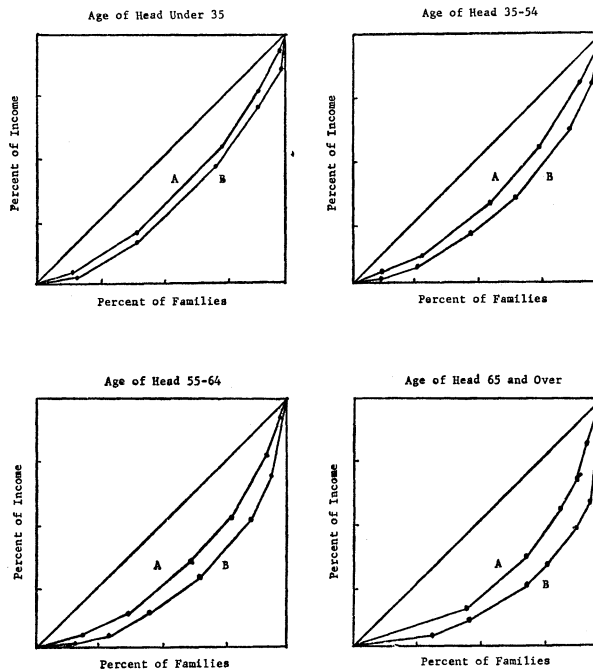 Age of Head Under 35
Percent of Income
A
B
Percent of Families
Age of Head 35-54
Percent of Income
A
B
Percent of Families
Age of Head 55-64
Percent of Income
A
B
Percent of Families
Age of Head 65 and Over
Percent of Income
A
B
Percent of Families